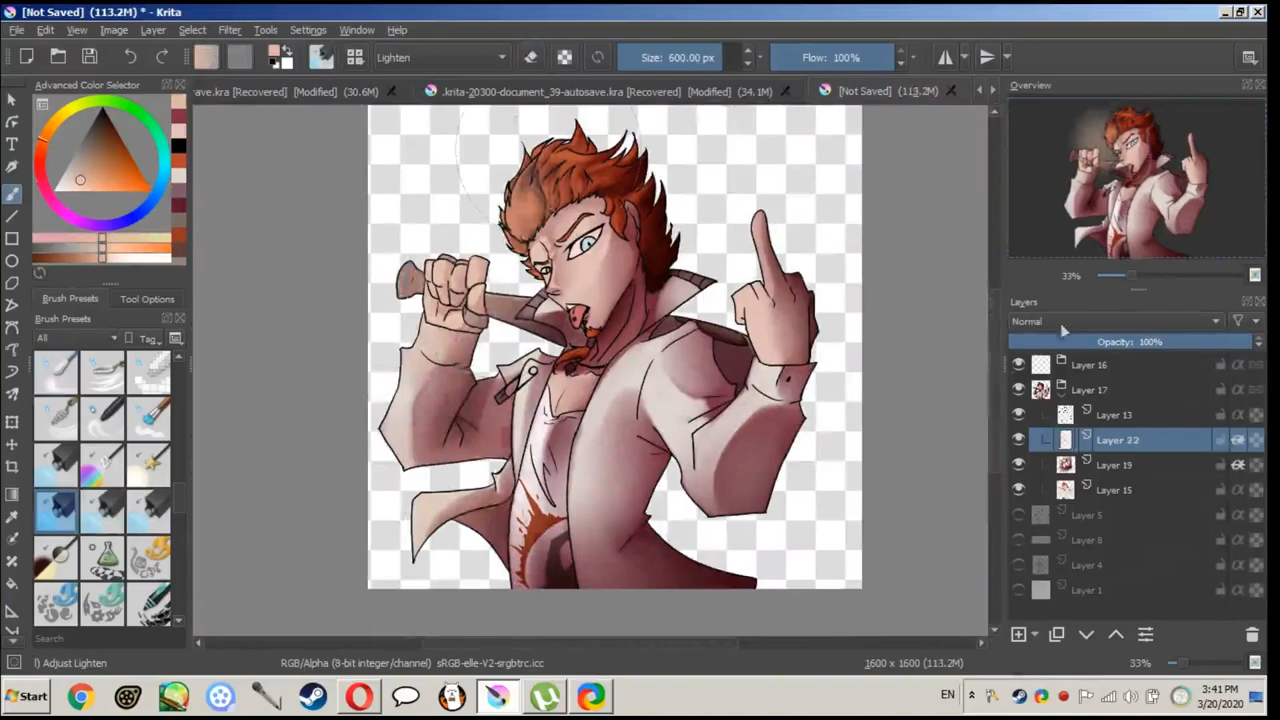 [Not Saved] (113.2M) * - Krita
File Edit View Image Layer Select Filter Tools Settings Window Help
Lighten Size: 600.00 px Flow: 100%
ave.kra [Recovered] [Modified] (30.6M) .krita-20300-document_39-autosave.kra [Recovered] [Modified] (34.1M) [Not Saved] (113.2M)
Advanced Color Selector
Overview
33%
Brush Presets Tool Options
Brush Presets
All Tag
Search
Layers
Normal
Opacity: 100%
Layer 16
Layer 17
Layer 13
Layer 22
Layer 19
Layer 15
Layer 5
Layer 8
Layer 4
Layer 1
l) Adjust Lighten RGB/Alpha (8-bit integer/channel) sRGB-elle-V2-srgbtrc.icc 1600 x 1600 (113.2M) 33%
Start EN 3:41 PM
3/20/2020